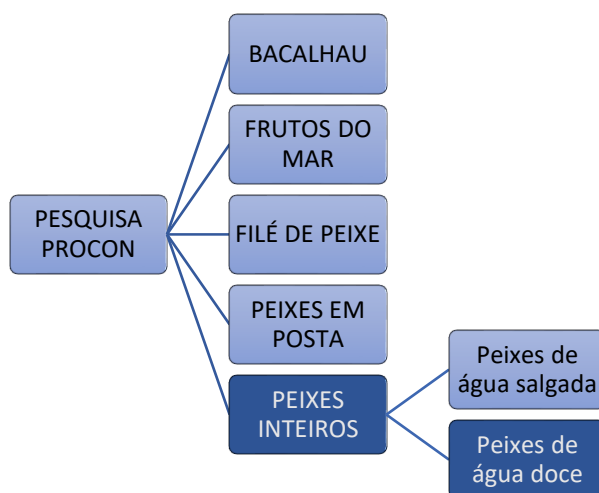 PESQUISA
PROCON
BACALHAU
FRUTOS DO
MAR
FILÉ DE PEIXE
PEIXES EM
POSTA
PEIXES
INTEIROS
Peixes de
água salgada
Peixes de
água doce